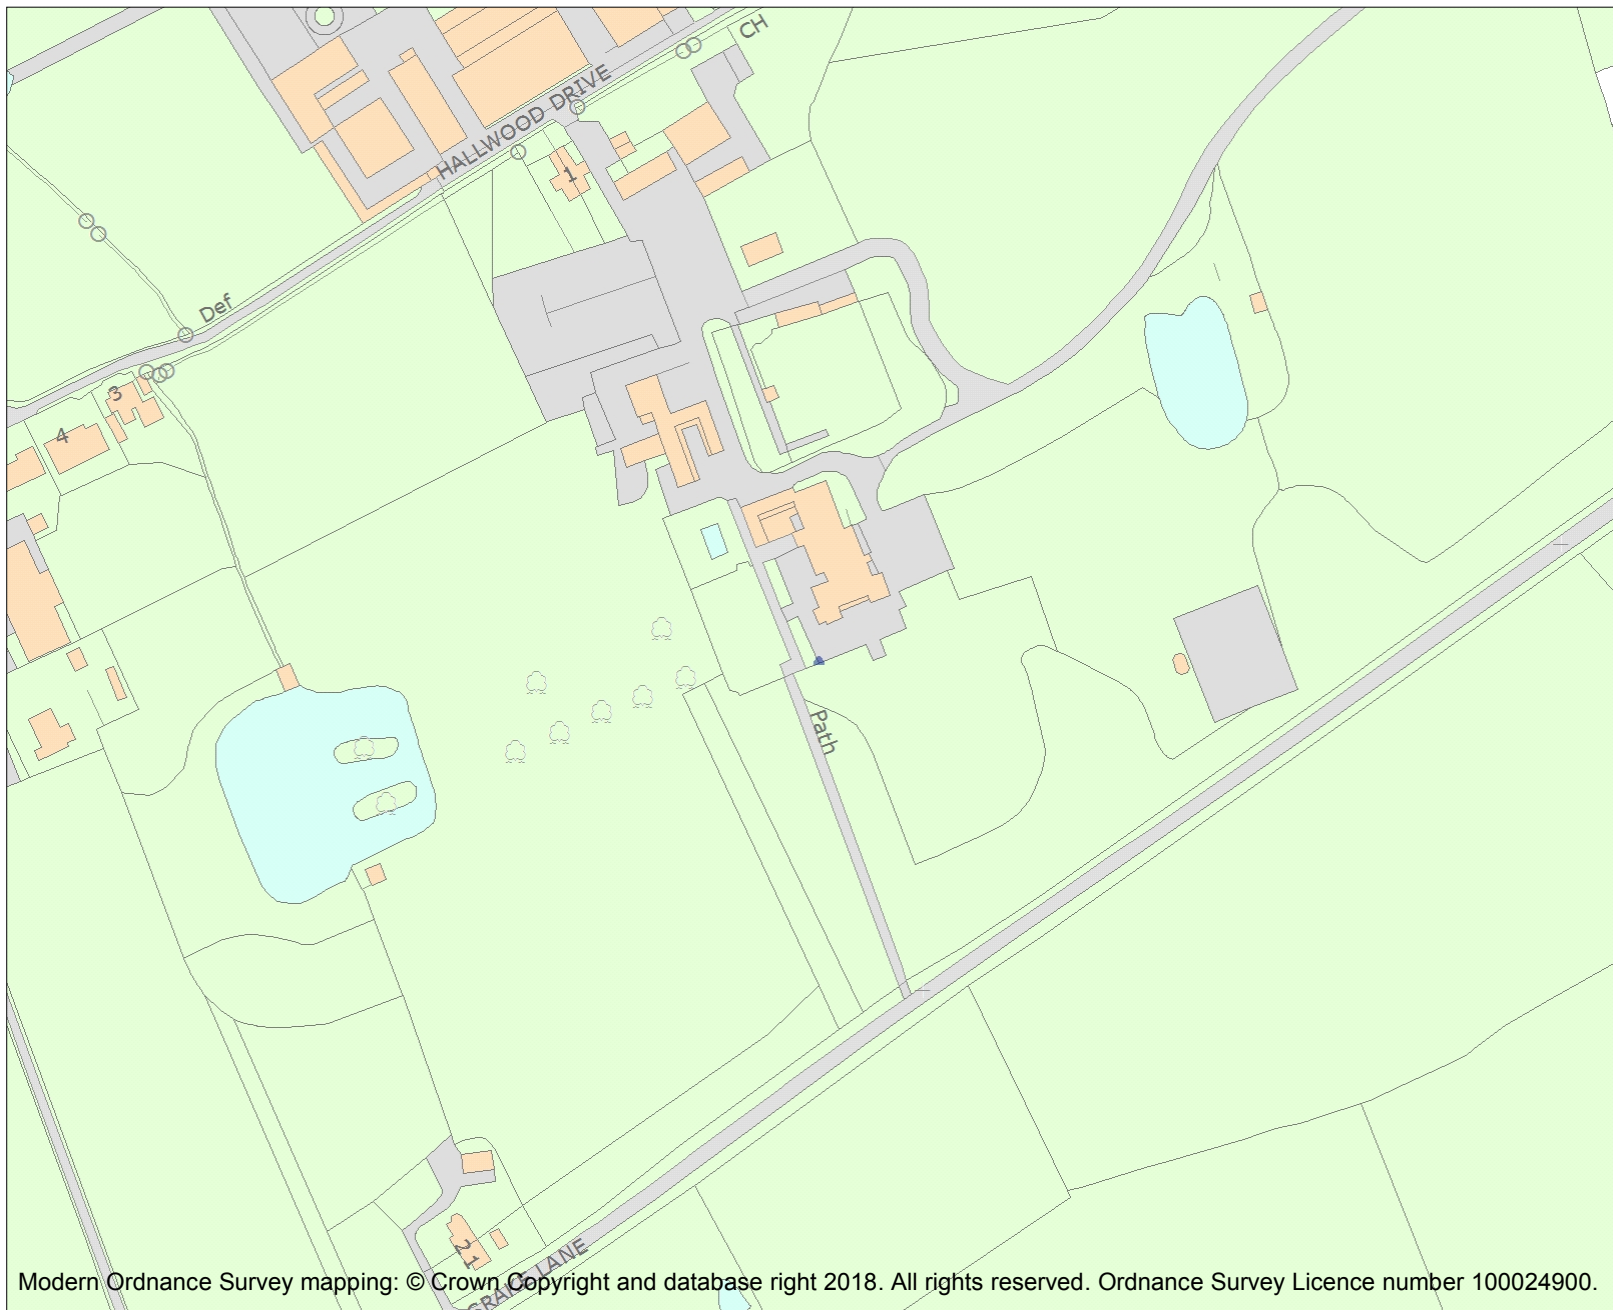 CH
HALLWOOD DRIVE
1
Def
3
4
Path
2
1
LANE
Modern Ordnance Survey mapping: © Crown Copyright and database right 2018. All rights reserved. Ordnance Survey Licence number 100024900.